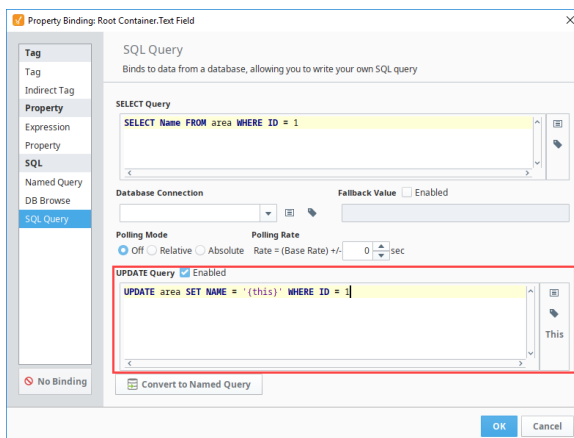 Property Binding: Root Container.Text Field
Tag
Tag
Indirect Tag
Property
Expression
Property
SQL
Named Query
DB Browse
SQL Query
No Binding
SQL Query
Binds to data from a database, allowing you to write your own SQL query
SELECT Query
SELECT Name FROM area WHERE ID = 1
Database Connection
Fallback Value Enabled
Polling Mode
Polling Rate
Off Relative Absolute Rate = (Base Rate) +/- 0 sec
UPDATE Query Enabled
UPDATE area SET NAME = '{this}' WHERE ID = 1
This
Convert to Named Query
OK Cancel